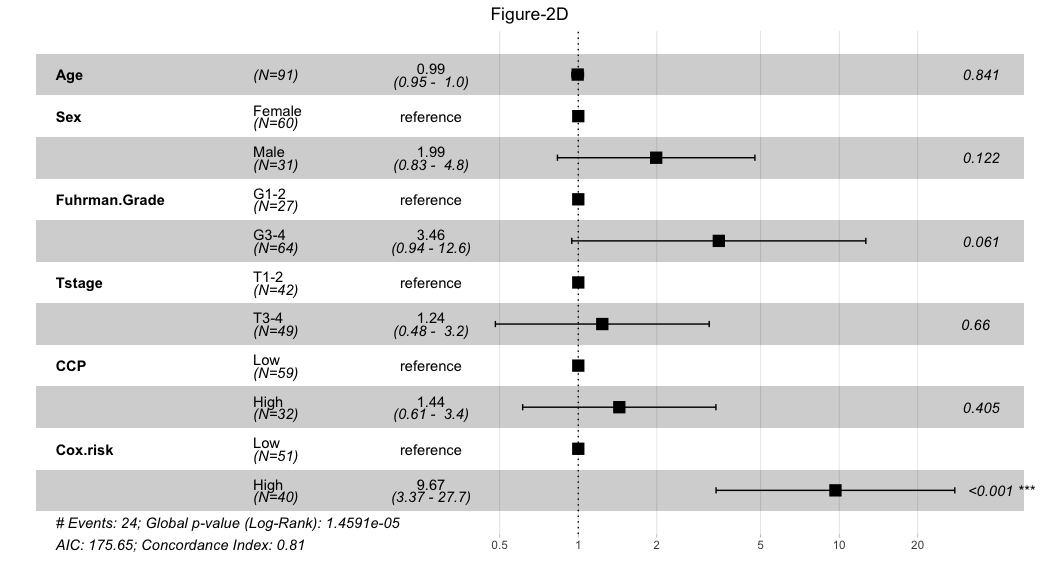 Figure-2D
Age (N=91) 0.99 0.841
(0.95 - 1.0)
Sex Female reference
(N=60)
Male 1.99 0.122
(N=31) (0.83 - 4.8)
Fuhrman.Grade G1-2 reference
(N=27)
G3-4 3.46 0.061
(N=64) (0.94 - 12.6)
Tstage T1-2 reference
(N=42)
T3-4 1.24 0.66
(N=49) (0.48 - 3.2)
CCP Low reference
(N=59)
High 1.44 0.405
(N=32) (0.61 - 3.4)
Cox.risk Low reference
(N=51)
High 9.67 <0.001 ***
(N=40) (3.37 - 27.7)
# Events: 24; Global p-value (Log-Rank): 1.4591e-05
AIC: 175.65; Concordance Index: 0.81
0.5 1 2 5 10 20